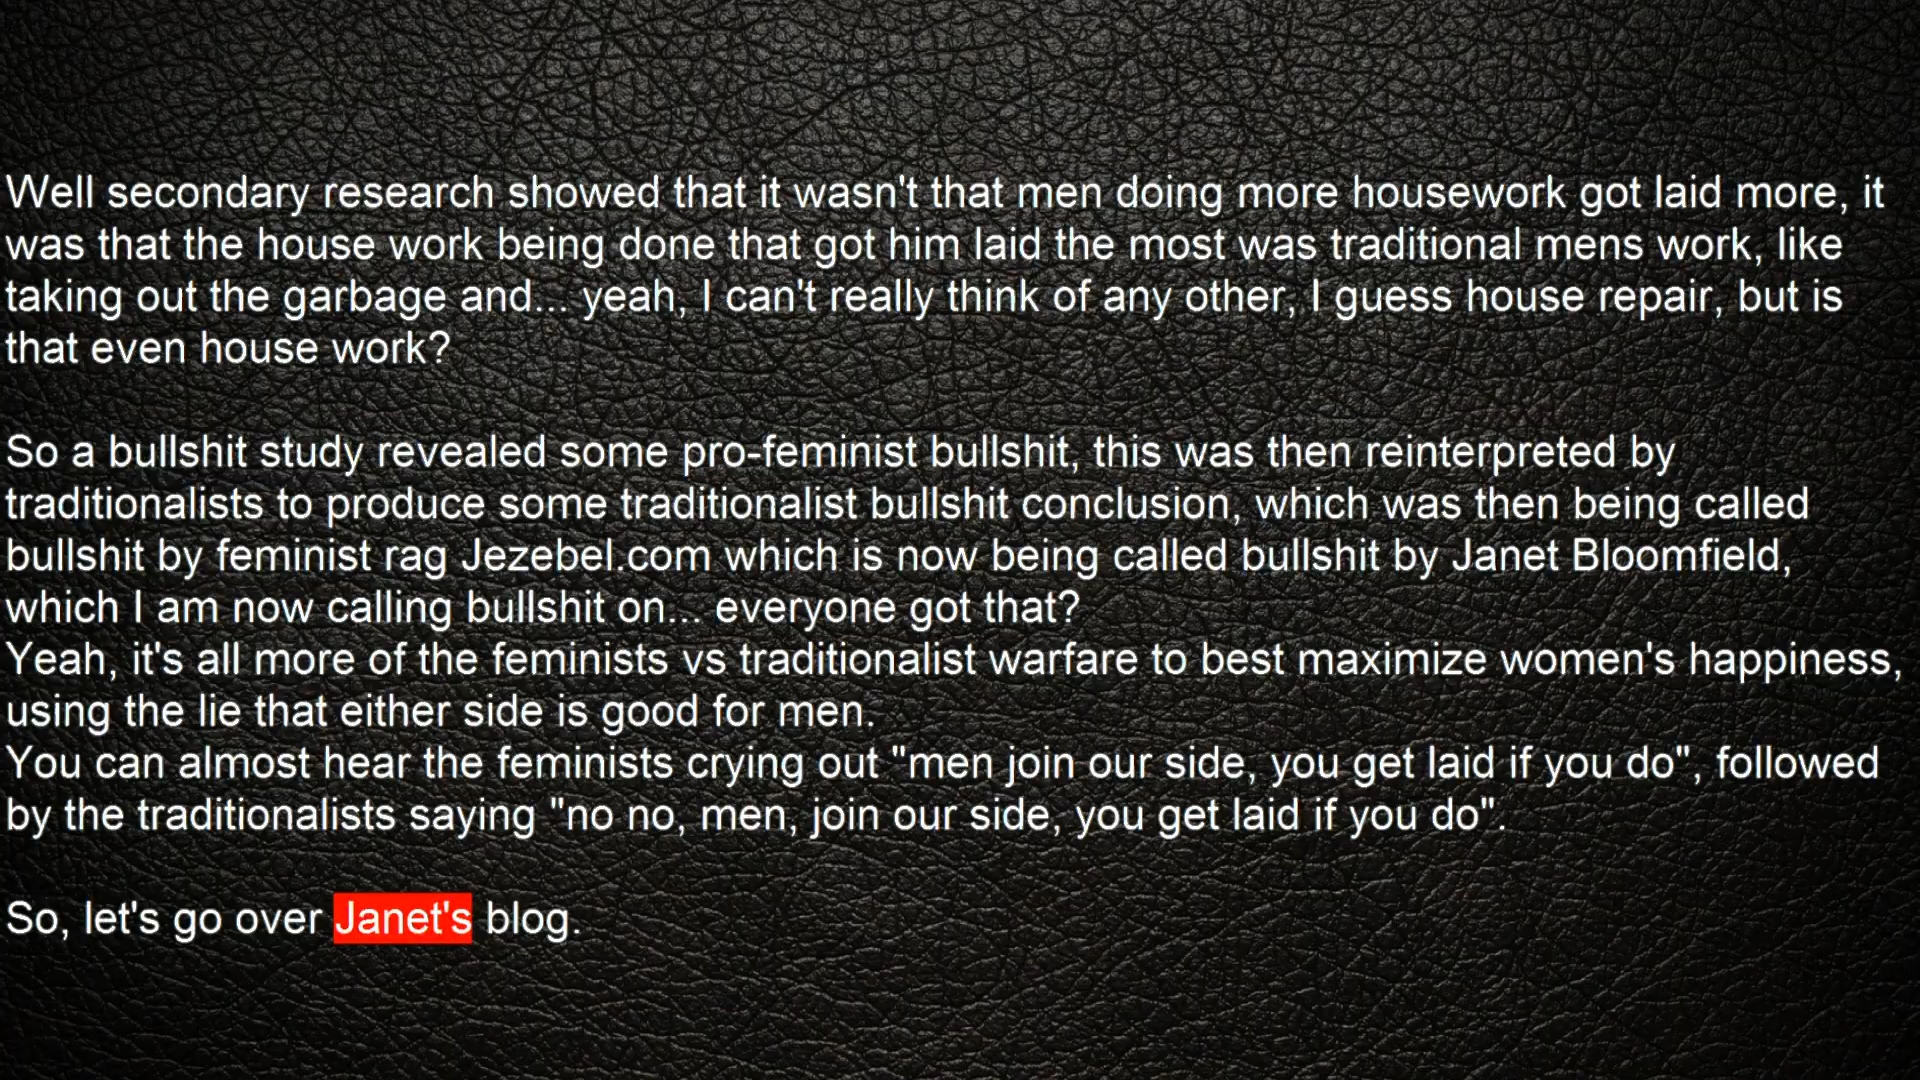 Well secondary research showed that it wasn't that men doing more housework got laid more, it
was that the house work being done that got him laid the most was traditional mens work, like
taking out the garbage and... yeah, I can't really think of any other, I guess house repair, but is
that even house work?
So a bullshit study revealed some pro-feminist bullshit, this was then reinterpreted by
traditionalists to produce some traditionalist bullshit conclusion, which was then being called
bullshit by feminist rag Jezebel.com which is now being called bullshit by Janet Bloomfield,
which I am now calling bullshit on... everyone got that?
Yeah, it's all more of the feminists vs traditionalist warfare to best maximize women's happiness,
using the lie that either side is good for men.
You can almost hear the feminists crying out "men join our side, you get laid if you do", followed
by the traditionalists saying "no no, men, join our side, you get laid if you do".
So, let's go over Janet's blog.